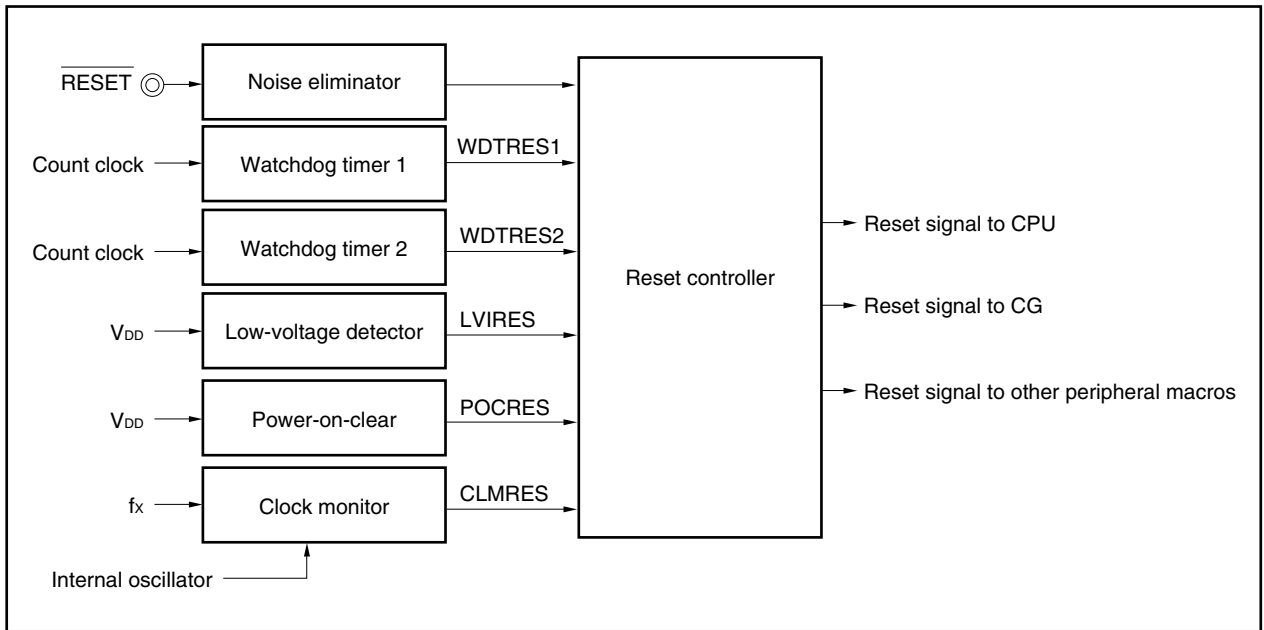 RESET
Noise eliminator
Count clock
Watchdog timer 1
WDTRES1
Count clock
Watchdog timer 2
WDTRES2
VDD
Low-voltage detector
LVIRES
VDD
Power-on-clear
POCRES
fX
Clock monitor
CLMRES
Internal oscillator
Reset controller
Reset signal to CPU
Reset signal to CG
Reset signal to other peripheral macros